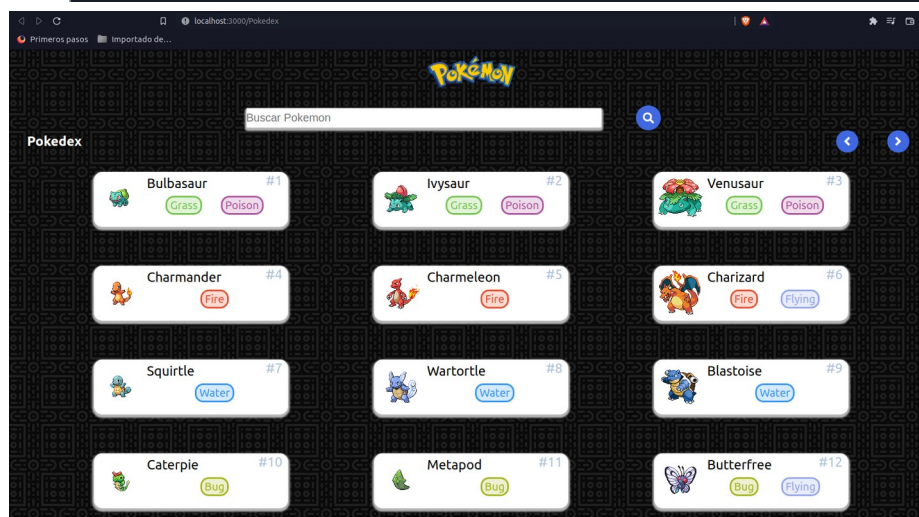 localhost:3000/Pokedex
Primeros pasos Importado de...
POKéMON
Buscar Pokemon
Pokedex
Bulbasaur #1
Grass Poison
Ivysaur #2
Grass Poison
Venusaur #3
Grass Poison
Charmander #4
Fire
Charmeleon #5
Fire
Charizard #6
Fire Flying
Squirtle #7
Water
Wartortle #8
Water
Blastoise #9
Water
Caterpie #10
Bug
Metapod #11
Bug
Butterfree #12
Bug Flying